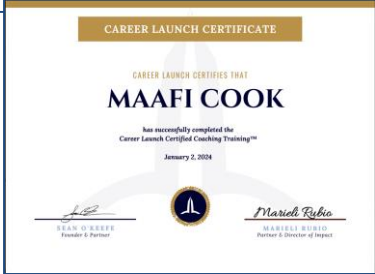 CAREER LAUNCH CERTIFICATE
CAREER LAUNCH CERTIFIES THAT
MAAFI COOK
has successfully completed the
Career Launch Certified Coaching Training™
January 2, 2024
Marieli Rubio
SEAN O'KEEFE
Founder & Partner
MARIELI RUBIO
Partner & Director of Impact